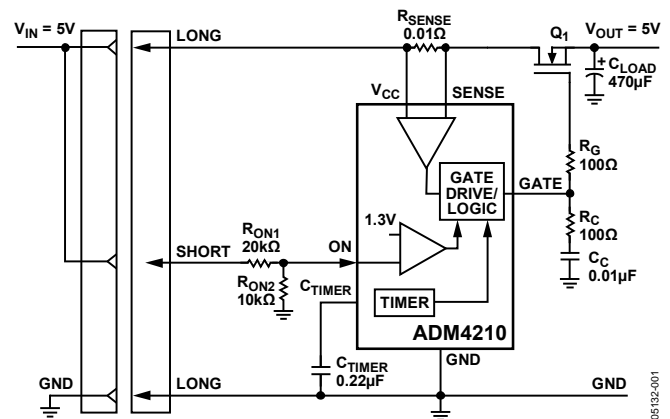 VIN = 5V
LONG
RSENSE
0.01Ω
Q1
VOUT = 5V
+ CLOAD
470µF
VCC
SENSE
RG
100Ω
GATE
DRIVE/
LOGIC
GATE
RC
100Ω
CC
0.01µF
1.3V
RON1
20kΩ
SHORT
ON
RON2
10kΩ
CTIMER
TIMER
ADM4210
GND
CTIMER
0.22µF
GND
LONG
GND
05132-001